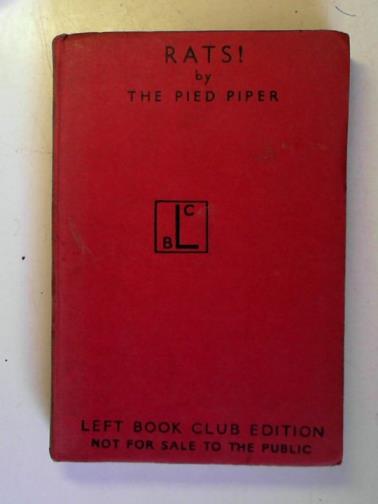 RATS!
by
THE PIED PIPER
C
L
B
LEFT BOOK CLUB EDITION
NOT FOR SALE TO THE PUBLIC